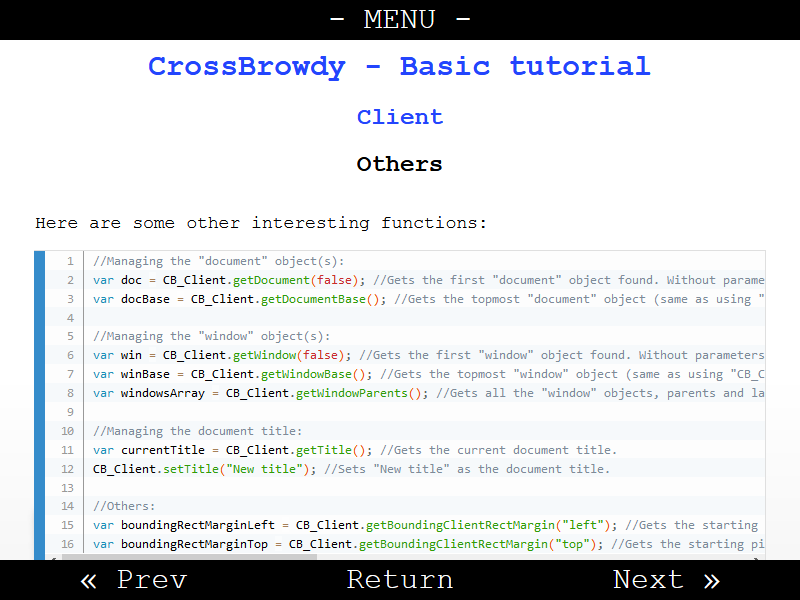 - MENU -
CrossBrowdy - Basic tutorial
Client
Others
Here are some other interesting functions:
1 //Managing the "document" object(s):
2 var doc = CB_Client.getDocument(false); //Gets the first "document" object found. Without parame
3 var docBase = CB_Client.getDocumentBase(); //Gets the topmost "document" object (same as using "
4
5 //Managing the "window" object(s):
6 var win = CB_Client.getWindow(false); //Gets the first "window" object found. Without parameters
7 var winBase = CB_Client.getWindowBase(); //Gets the topmost "window" object (same as using "CB_C
8 var windowsArray = CB_Client.getWindowParents(); //Gets all the "window" objects, parents and la
9
10 //Managing the document title:
11 var currentTitle = CB_Client.getTitle(); //Gets the current document title.
12 CB_Client.setTitle("New title"); //Sets "New title" as the document title.
13
14 //Others:
15 var boundingRectMarginLeft = CB_Client.getBoundingClientRectMargin("left"); //Gets the starting
16 var boundingRectMarginTop = CB_Client.getBoundingClientRectMargin("top"); //Gets the starting pi
« Prev Return Next »